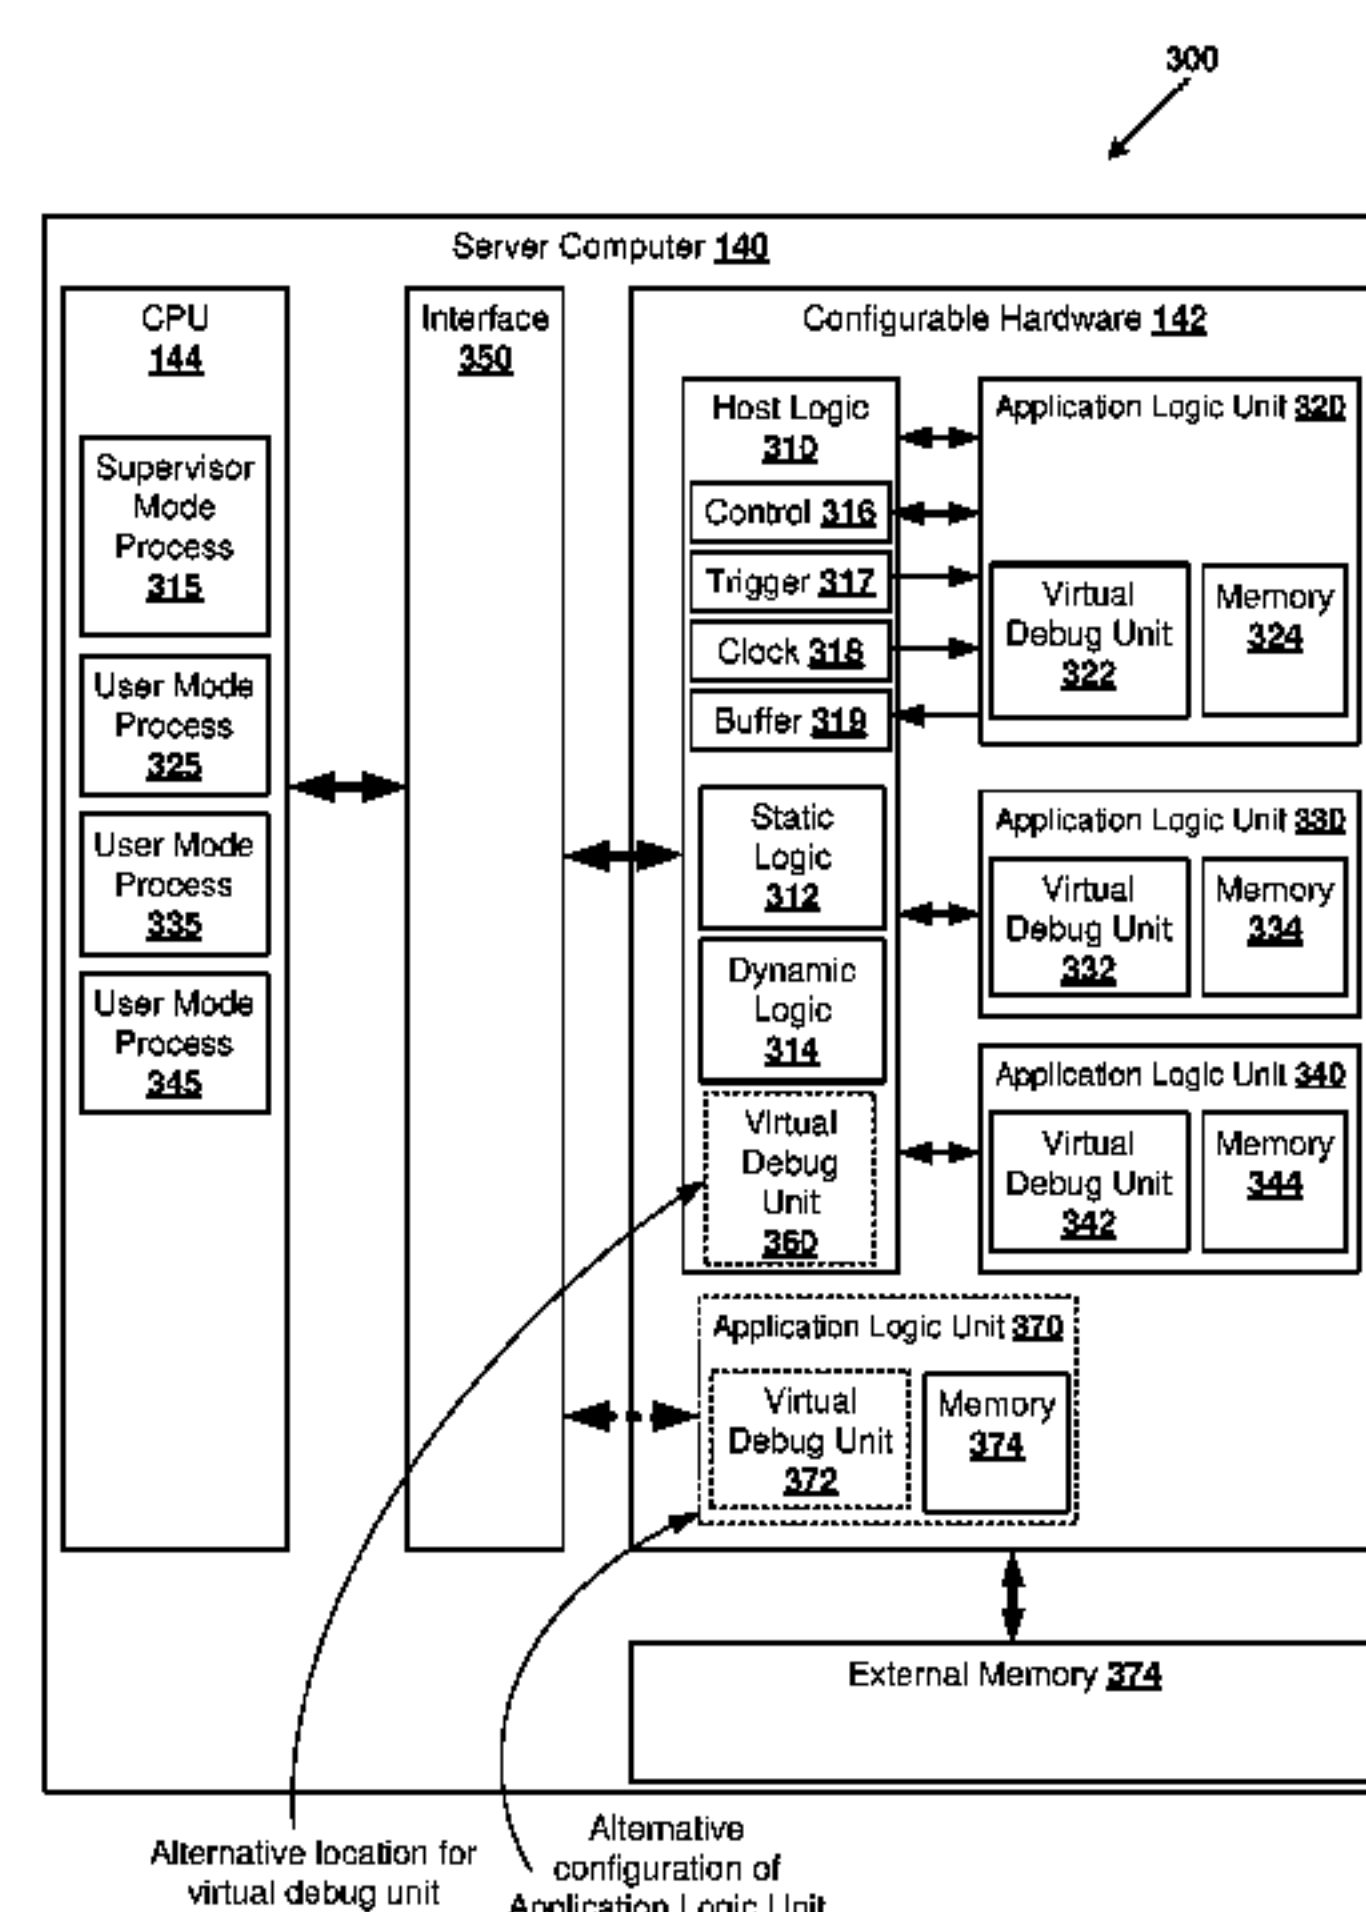 300
Server Computer 140
CPU
144
Supervisor
Mode
Process
315
User Mode
Process
325
User Mode
Process
335
User Mode
Process
345
Interface
350
Configurable Hardware 142
Host Logic
310
Control 316
Trigger 317
Clock 318
Buffer 319
Static
Logic
312
Dynamic
Logic
314
Virtual
Debug
Unit
360
Application Logic Unit 320
Virtual
Debug Unit
322
Memory
324
Application Logic Unit 330
Virtual
Debug Unit
332
Memory
334
Application Logic Unit 340
Virtual
Debug Unit
342
Memory
344
Application Logic Unit 370
Virtual
Debug Unit
372
Memory
374
External Memory 374
Alternative location for
virtual debug unit
Alternative
configuration of
Application Logic Unit